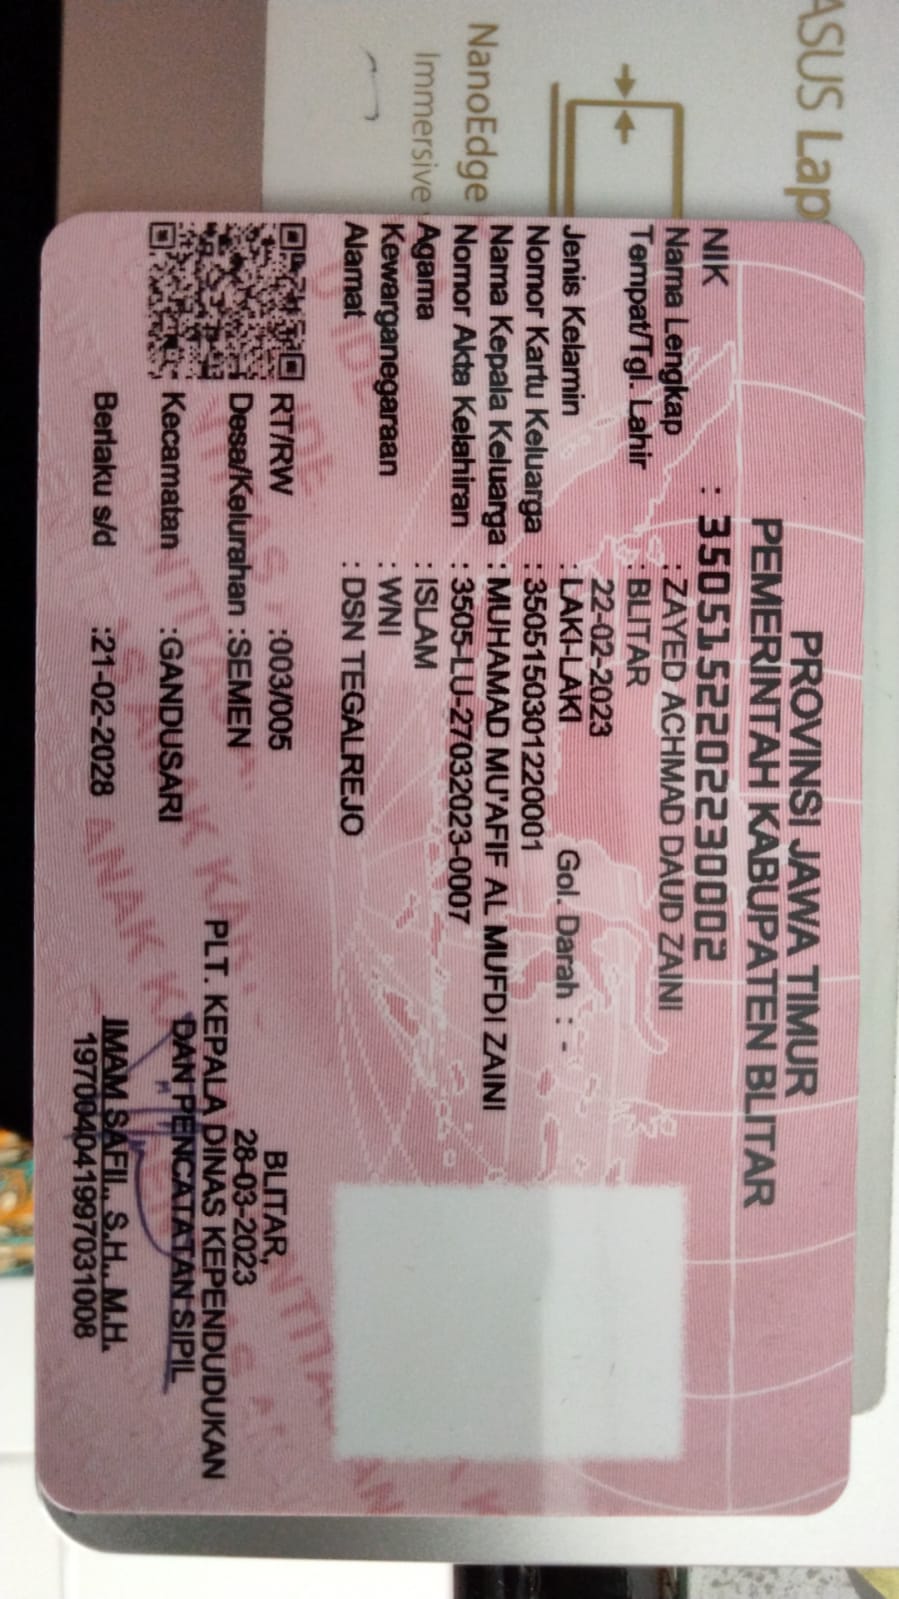 ASUS Lap
NanoEdge
Immersive
PROVINSI JAWA TIMUR
PEMERINTAH KABUPATEN BLITAR
NIK : 3505152202230002
Nama Lengkap : ZAYED ACHMAD DAUD ZAINI
Tempat/Tgl. Lahir : BLITAR
22-02-2023
Jenis Kelamin : LAKI-LAKI Gol. Darah : -
Nomor Kartu Keluarga : 3505150301220001
Nama Kepala Keluarga : MUHAMAD MU'AFIF AL MUFDI ZAINI
Nomor Akta Kelahiran : 3505-LU-27032023-0007
Agama : ISLAM
Kewarganegaraan : WNI
Alamat : DSN TEGALREJO
RT/RW :003/005
Desa/Kelurahan :SEMEN
Kecamatan :GANDUSARI
Berlaku s/d :21-02-2028
BLITAR,
28-03-2023
PLT. KEPALA DINAS KEPENDUDUKAN
DAN PENCATATAN SIPIL
IMAM SAFII., S.H., M.H.
197004041997031008